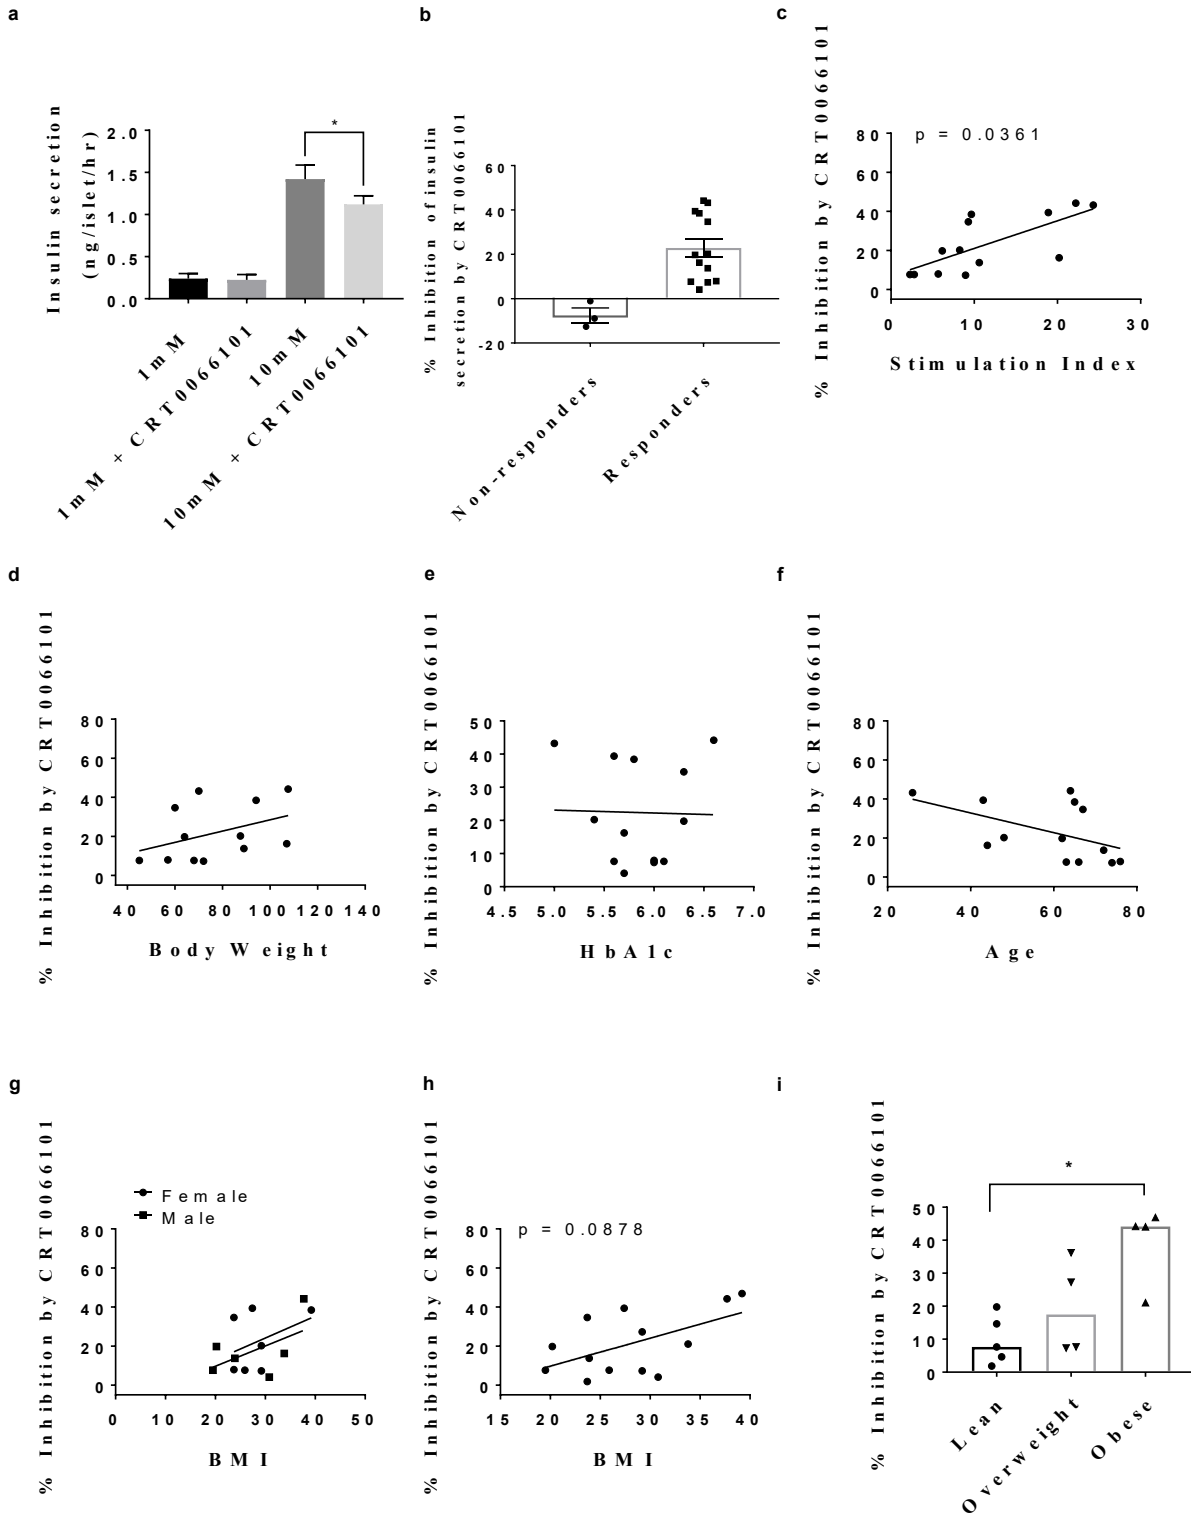 a
Insulin secretion
(ng/islet/hr)
2.0
1.5
1.0
0.5
0.0
*
1mM
1mM + CRT0066101
10mM
10mM + CRT0066101
b
% Inhibition of insulin
secretion by CRT0066101
60
40
20
0
-20
Non-responders
Responders
c
% Inhibition by CRT0066101
80
60
40
20
0
p = 0.0361
0 10 20 30
Stimulation Index
d
% Inhibition by CRT0066101
80
60
40
20
0
40 60 80 100 120 140
Body Weight
e
% Inhibition by CRT0066101
50
40
30
20
10
0
4.5 5.0 5.5 6.0 6.5 7.0
HbA1c
f
% Inhibition by CRT0066101
80
60
40
20
0
20 40 60 80
Age
g
% Inhibition by CRT0066101
Female
Male
80
60
40
20
0
0 10 20 30 40 50
BMI
h
% Inhibition by CRT0066101
80
60
40
20
0
p = 0.0878
15 20 25 30 35 40
BMI
i
% Inhibition by CRT0066101
*
50
40
30
20
10
0
Lean
Overweight
Obese